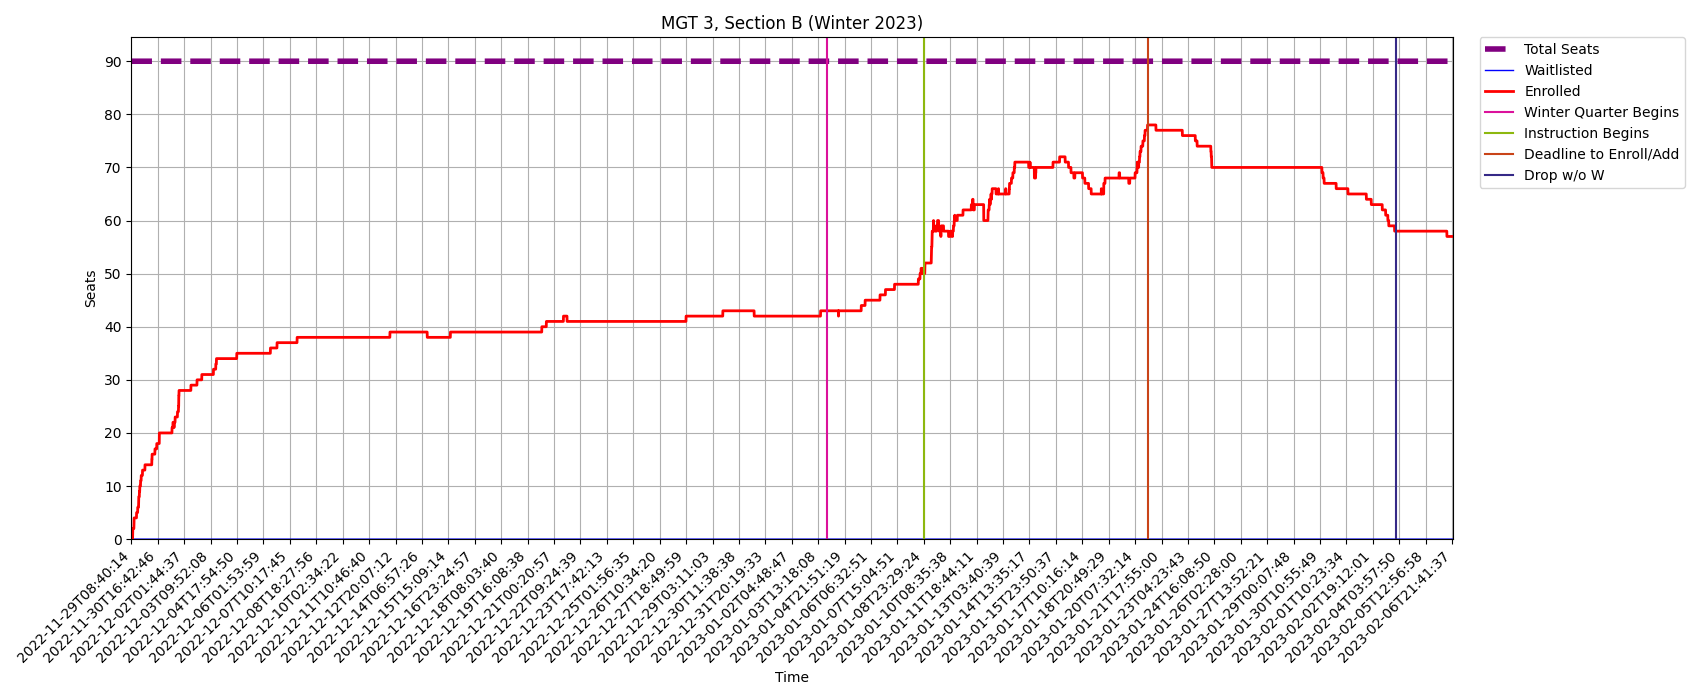 MGT 3, Section B (Winter 2023)
Total Seats
Waitlisted
Enrolled
Winter Quarter Begins
Instruction Begins
Deadline to Enroll/Add
Drop w/o W
Seats
90
80
70
60
50
40
30
20
10
0
2022-11-29T08:40:14
2022-11-30T16:42:46
2022-12-02T01:44:37
2022-12-03T09:52:08
2022-12-04T17:54:50
2022-12-06T01:53:59
2022-12-07T10:17:45
2022-12-08T18:27:56
2022-12-10T02:34:22
2022-12-11T10:46:40
2022-12-12T20:07:12
2022-12-14T06:57:26
2022-12-15T15:09:14
2022-12-16T23:24:57
2022-12-18T08:03:40
2022-12-19T16:08:38
2022-12-21T00:20:57
2022-12-22T09:24:39
2022-12-23T17:42:13
2022-12-25T01:56:35
2022-12-26T10:34:20
2022-12-27T18:49:59
2022-12-29T03:11:03
2022-12-30T11:38:38
2022-12-31T20:19:33
2023-01-02T04:48:47
2023-01-03T13:18:08
2023-01-04T21:51:19
2023-01-06T06:32:51
2023-01-07T15:04:51
2023-01-08T23:29:24
2023-01-10T08:35:38
2023-01-11T18:44:11
2023-01-13T03:40:39
2023-01-14T13:35:17
2023-01-15T23:50:37
2023-01-17T10:16:14
2023-01-18T20:49:29
2023-01-20T07:32:14
2023-01-21T17:55:00
2023-01-23T04:23:43
2023-01-24T16:08:50
2023-01-26T02:28:00
2023-01-27T13:52:21
2023-01-29T00:07:48
2023-01-30T10:55:49
2023-02-01T10:23:34
2023-02-02T19:12:01
2023-02-04T03:57:50
2023-02-05T12:56:58
2023-02-06T21:41:37
Time